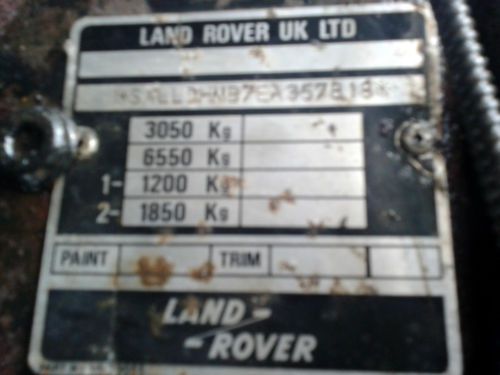 LAND ROVER UK LTD
3050 Kg
6550 Kg
1- 1200 Kg
2- 1850 Kg
PAINT TRIM
LAND-
-ROVER